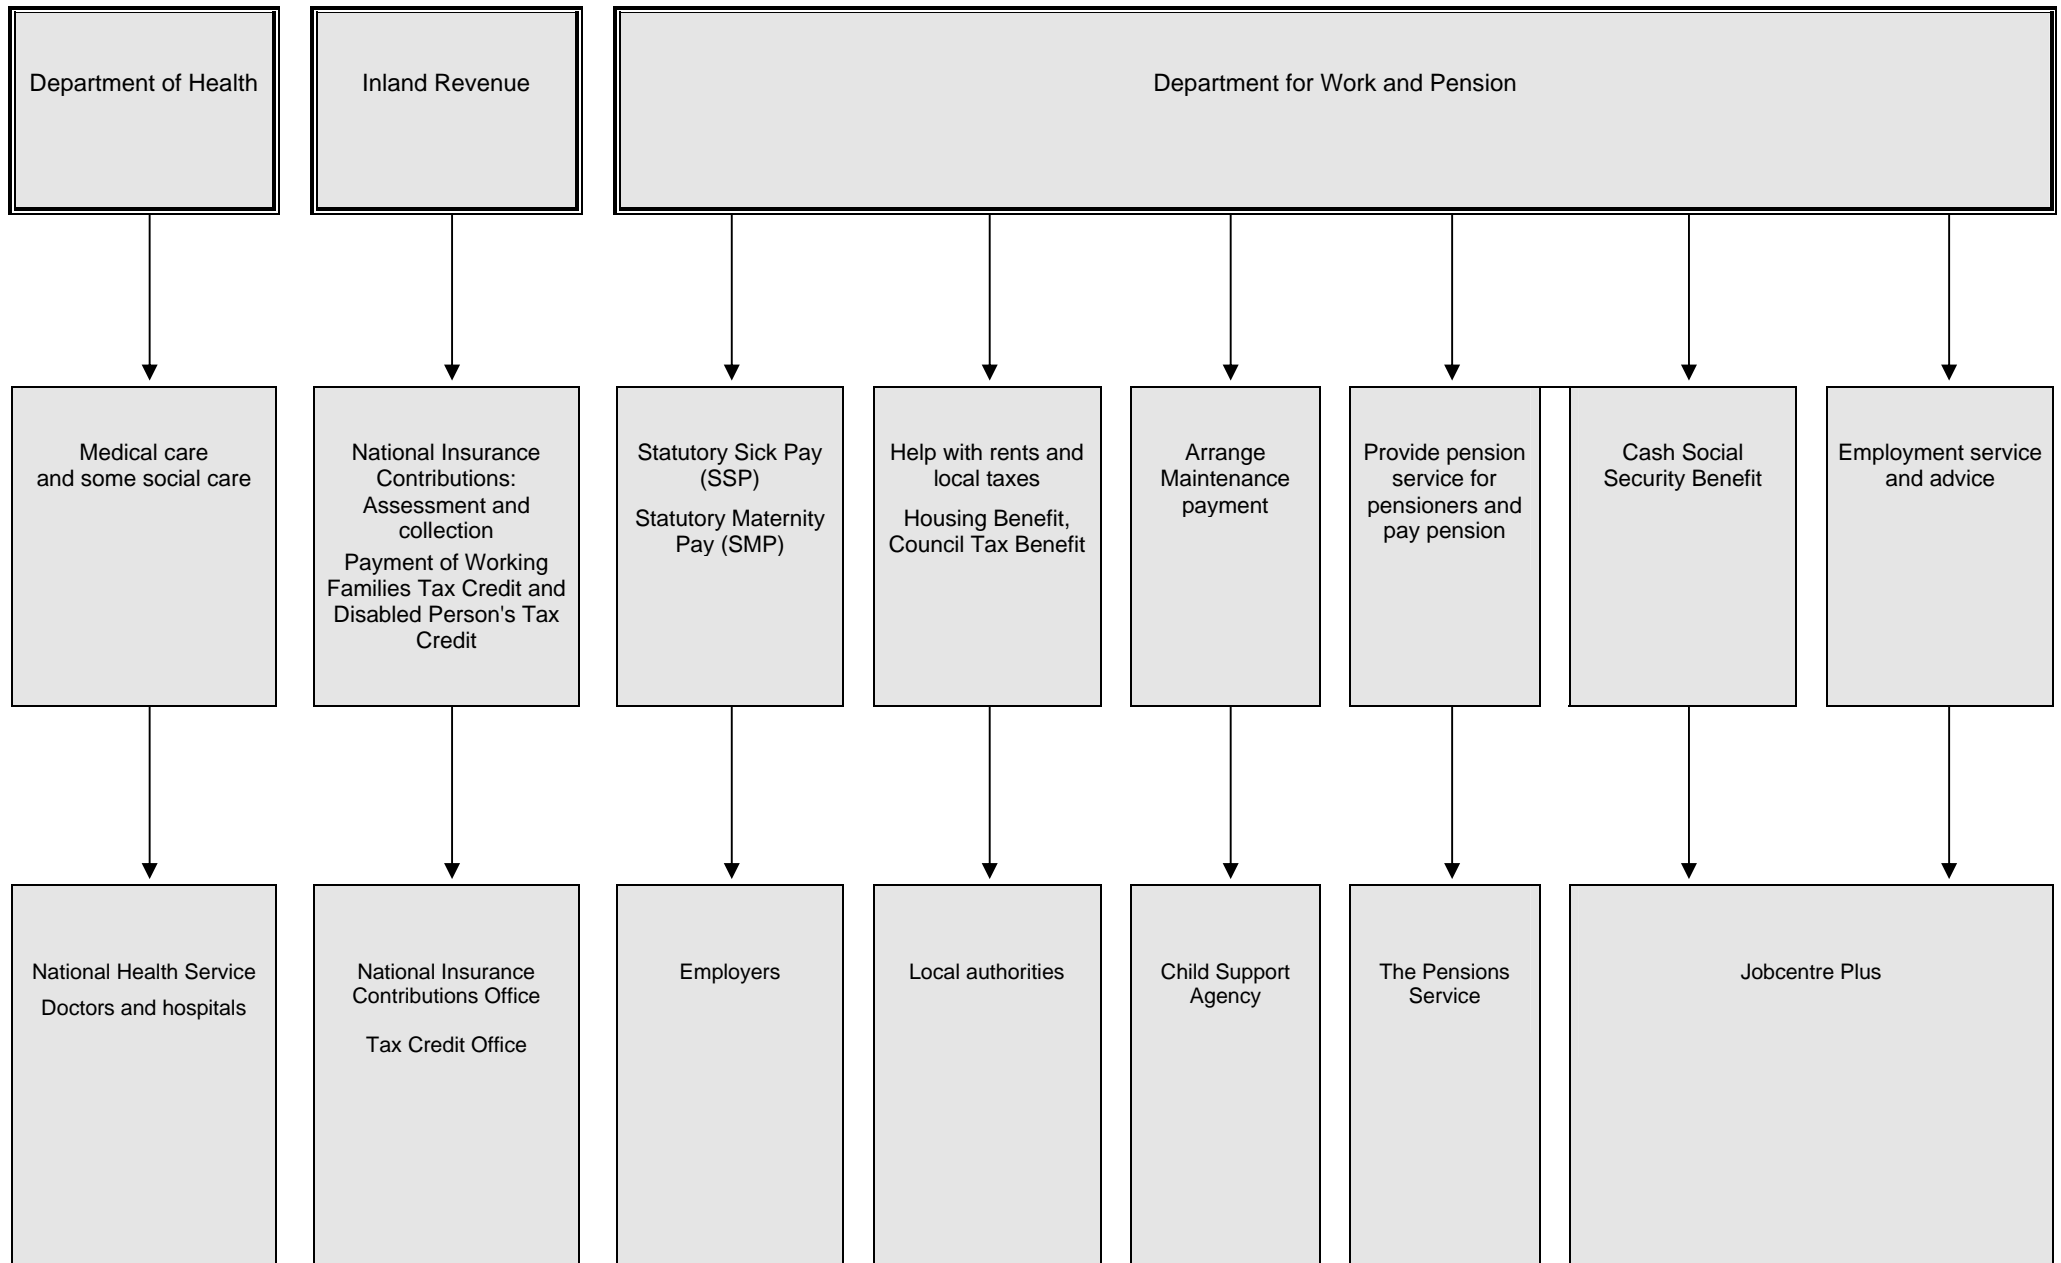 Department of Health
Inland Revenue
Department for Work and Pension
Medical care
and some social care
National Insurance
Contributions:
Assessment and
collection
Payment of Working
Families Tax Credit and
Disabled Person's Tax
Credit
Statutory Sick Pay
(SSP)
Statutory Maternity
Pay (SMP)
Help with rents and
local taxes
Housing Benefit,
Council Tax Benefit
Arrange
Maintenance
payment
Provide pension
service for
pensioners and
pay pension
Cash Social
Security Benefit
Employment service
and advice
National Health Service
Doctors and hospitals
National Insurance
Contributions Office
Tax Credit Office
Employers
Local authorities
Child Support
Agency
The Pensions
Service
Jobcentre Plus